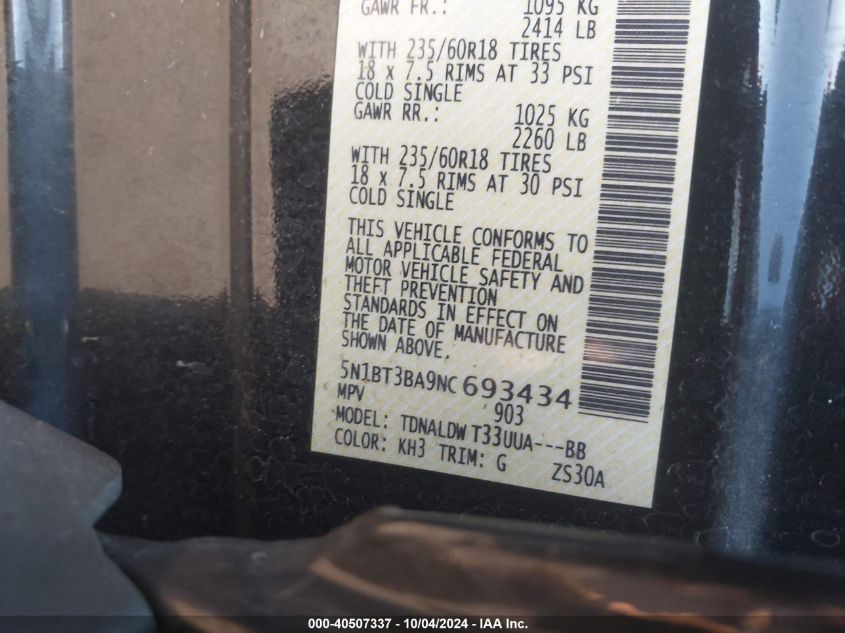 GAWR FR.: 1095 KG
2414 LB
WITH 235/60R18 TIRES
18 x 7.5 RIMS AT 33 PSI
COLD SINGLE
GAWR RR.: 1025 KG
2260 LB
WITH 235/60R18 TIRES
18 x 7.5 RIMS AT 30 PSI
COLD SINGLE
THIS VEHICLE CONFORMS TO
ALL APPLICABLE FEDERAL
MOTOR VEHICLE SAFETY AND
THEFT PREVENTION
STANDARDS IN EFFECT ON
THE DATE OF MANUFACTURE
SHOWN ABOVE.
5N1BT3BA9NC693434
MPV 903
MODEL: TDNALDW T33UUA---BB
COLOR: KH3 TRIM: G ZS30A
000-40507337 - 10/04/2024 - IAA Inc.